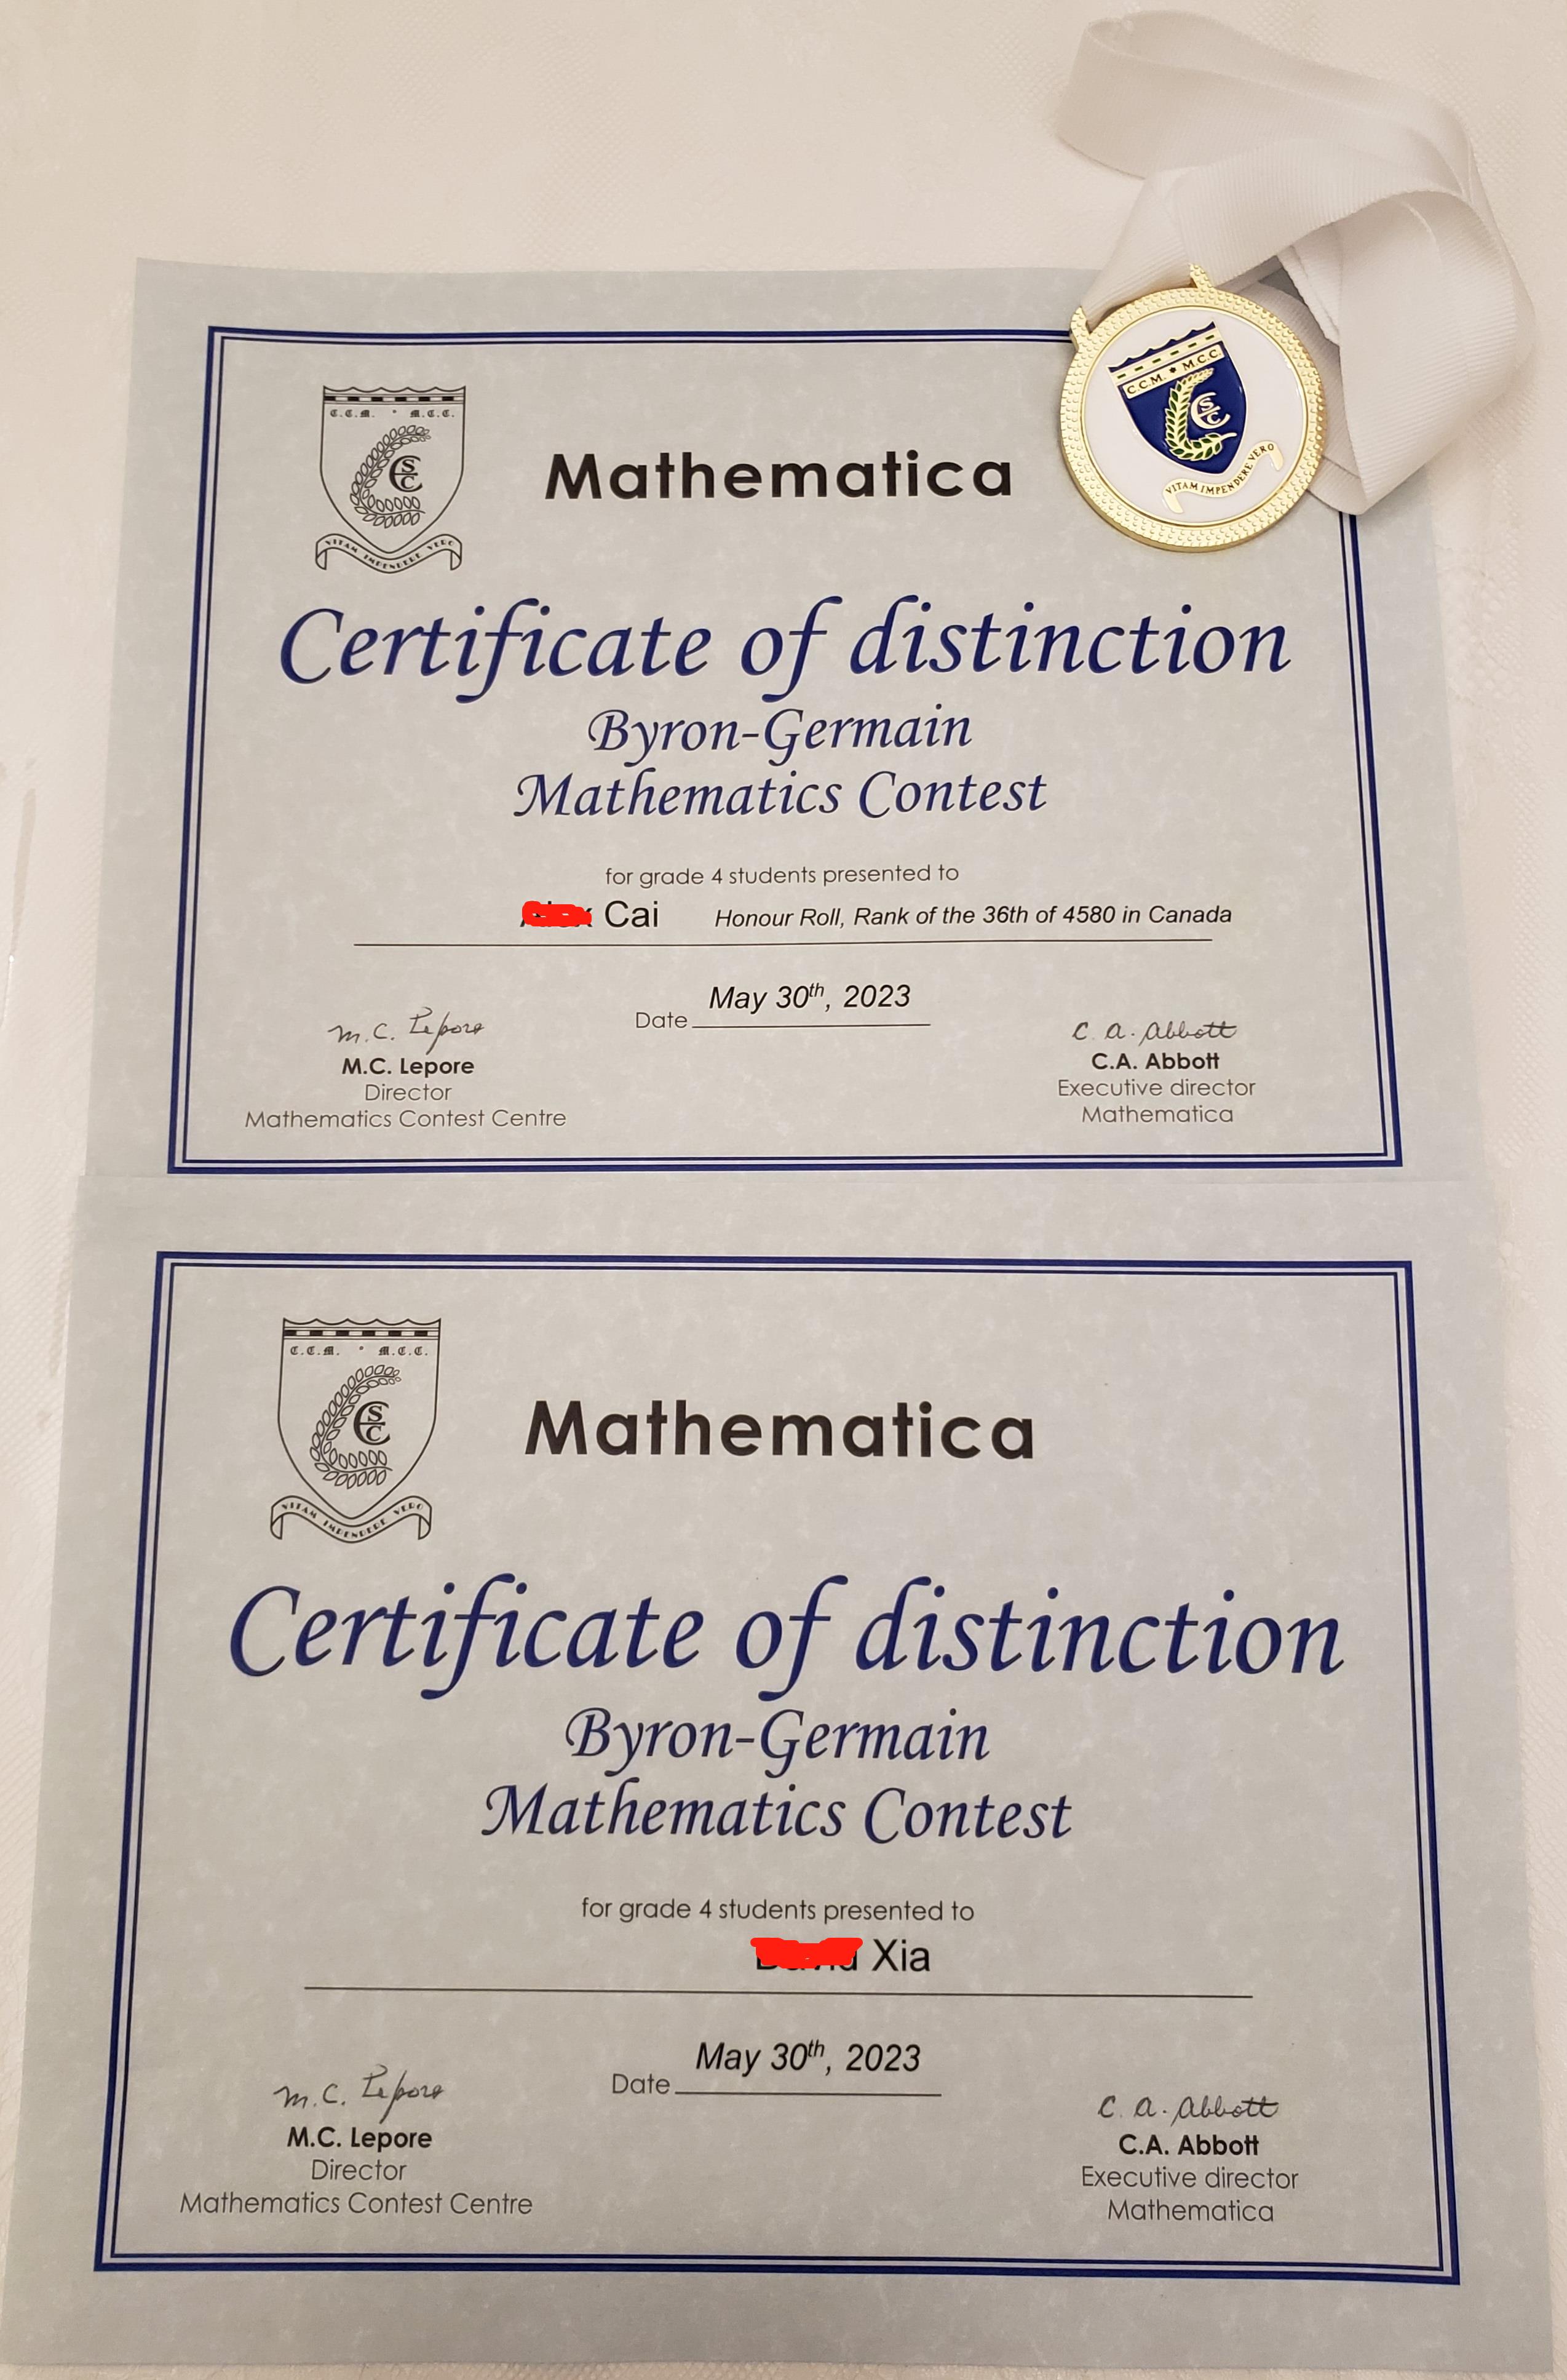 C.C.M. * M.C.C.
ESCC
VITAM IMPENDERE VERO
C.C.M. * M.C.C.
VITAM IMPENDERE VERO
Mathematica
Certificate of distinction
Byron-Germain
Mathematics Contest
for grade 4 students presented to
Cai Honour Roll, Rank of the 36th of 4580 in Canada
May 30th, 2023
Date
M.C. Lepore
C. A. Abbott
M.C. Lepore
C.A. Abbott
Director
Executive director
Mathematics Contest Centre
Mathematica
C.C.M. * M.C.C.
VITAM IMPENDERE VERO
Mathematica
Certificate of distinction
Byron-Germain
Mathematics Contest
for grade 4 students presented to
Xia
May 30th, 2023
Date
M.C. Lepore
C. A. Abbott
M.C. Lepore
C.A. Abbott
Director
Executive director
Mathematics Contest Centre
Mathematica